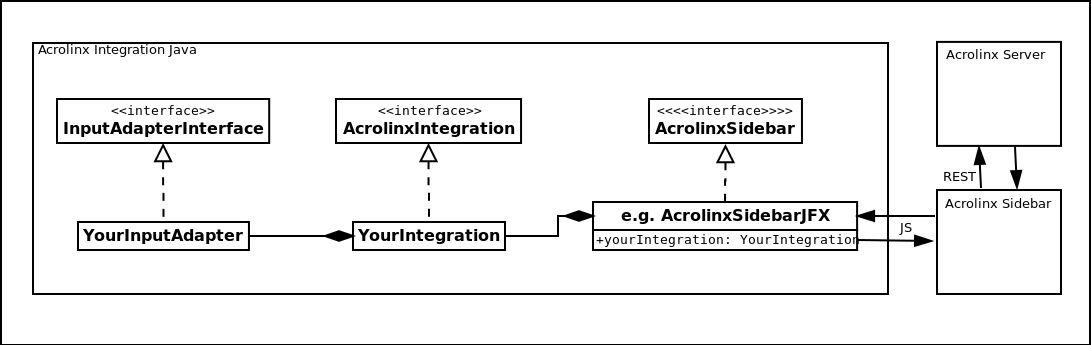 Acrolinx Integration Java
Acrolinx Server
<<interface>>
InputAdapterInterface
<<interface>>
AcrolinxIntegration
<<<<interface>>>>
AcrolinxSidebar
REST
Acrolinx Sidebar
YourInputAdapter
YourIntegration
e.g. AcrolinxSidebarJFX
+yourIntegration: YourIntegration
JS